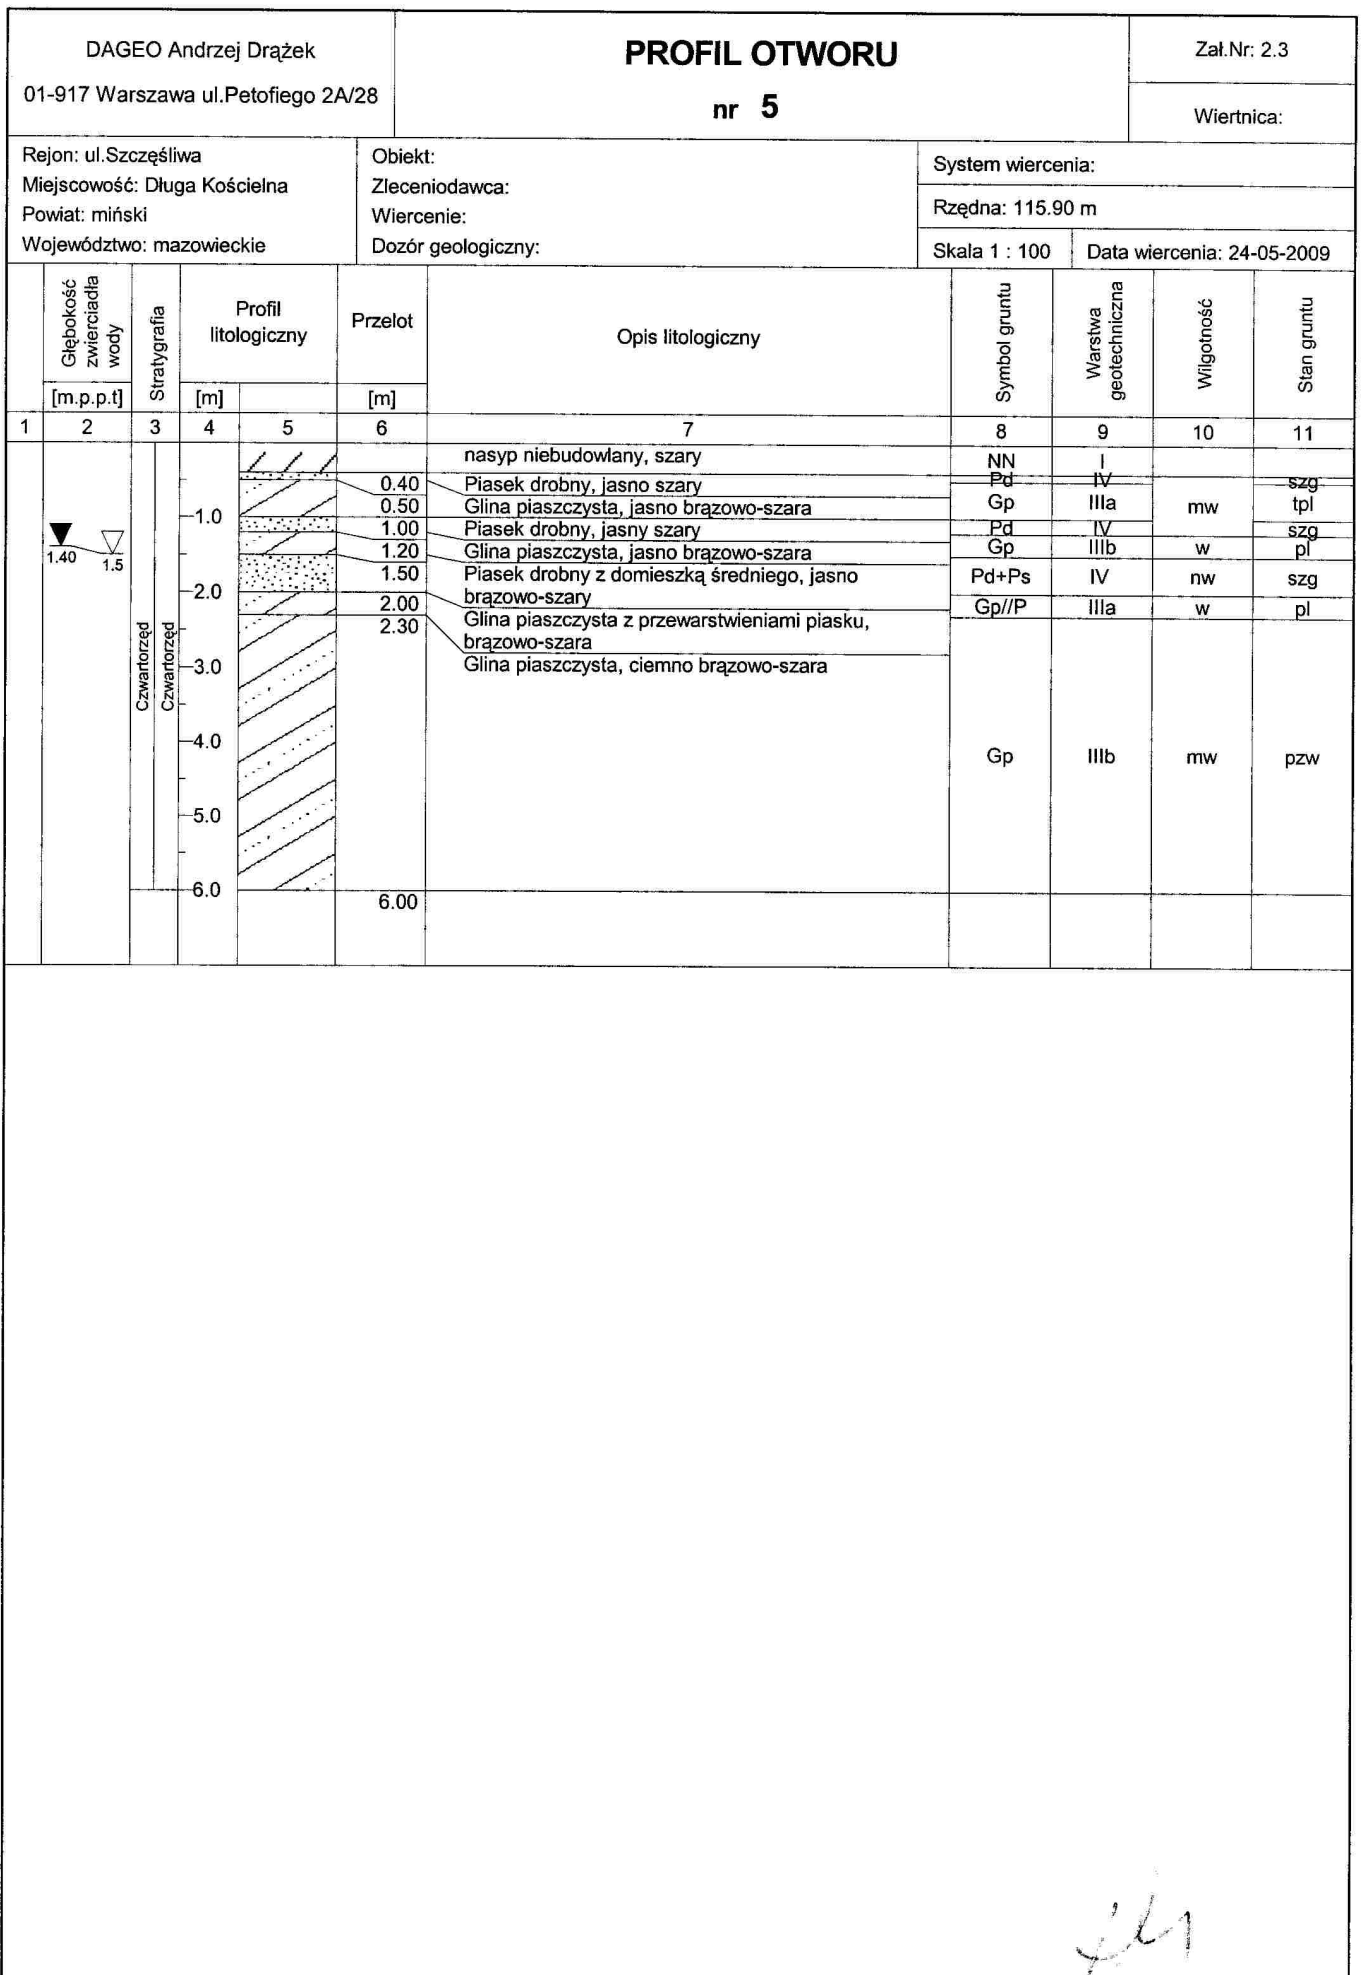 DAGEO Andrzej Drążek
01-917 Warszawa ul.Petofiego 2A/28
PROFIL OTWORU
nr 5
Zał.Nr: 2.3
Wiertnica:
Rejon: ul.Szczęśliwa
Miejscowość: Długa Kościelna
Powiat: miński
Województwo: mazowieckie
Obiekt:
Zleceniodawca:
Wiercenie:
Dozór geologiczny:
System wiercenia:
Rzędna: 115.90 m
Skala 1 : 100 Data wiercenia: 24-05-2009
Głębokość zwierciadła wody
[m.p.p.t]
Stratygrafia
Profil litologiczny
[m]
Przelot
[m]
Opis litologiczny
Symbol gruntu
Warstwa geotechniczna
Wilgotność
Stan gruntu
1 2 3 4 5 6 7 8 9 10 11
nasyp niebudowlany, szary NN I
0.40 Piasek drobny, jasno szary Pd IV szg
0.50 Glina piaszczysta, jasno brązowo-szara Gp IIIa mw tpl
1.0 1.00 Piasek drobny, jasny szary Pd IV szg
1.40 1.5 1.20 Glina piaszczysta, jasno brązowo-szara Gp IIIb w pl
1.50 Piasek drobny z domieszką średniego, jasno Pd+Ps IV nw szg
2.0 brązowo-szary
2.00 Glina piaszczysta z przewarstwieniami piasku, Gp//P IIIa w pl
2.30 brązowo-szara
3.0 Glina piaszczysta, ciemno brązowo-szara
Czwartorzęd
Czwartorzęd
4.0 Gp IIIb mw pzw
5.0
6.0
6.00